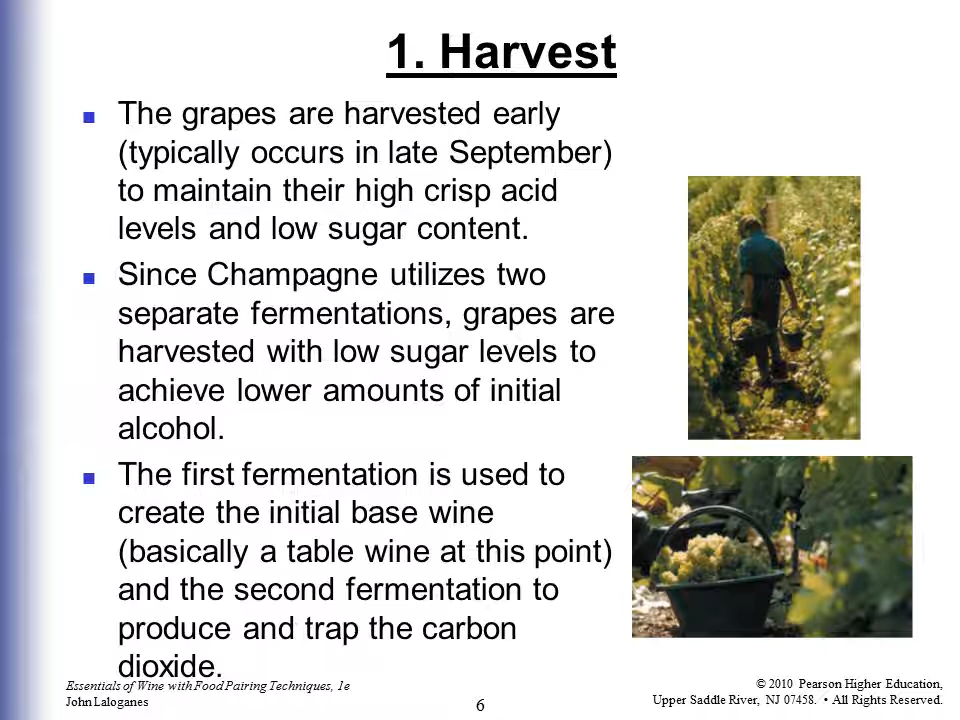 1. Harvest
The grapes are harvested early
(typically occurs in late September)
to maintain their high crisp acid
levels and low sugar content.
Since Champagne utilizes two
separate fermentations, grapes are
harvested with low sugar levels to
achieve lower amounts of initial
alcohol.
The first fermentation is used to
create the initial base wine
(basically a table wine at this point)
and the second fermentation to
produce and trap the carbon
dioxide.
Essentials of Wine with Food Pairing Techniques, 1e
John Laloganes
6
© 2010 Pearson Higher Education,
Upper Saddle River, NJ 07458. • All Rights Reserved.